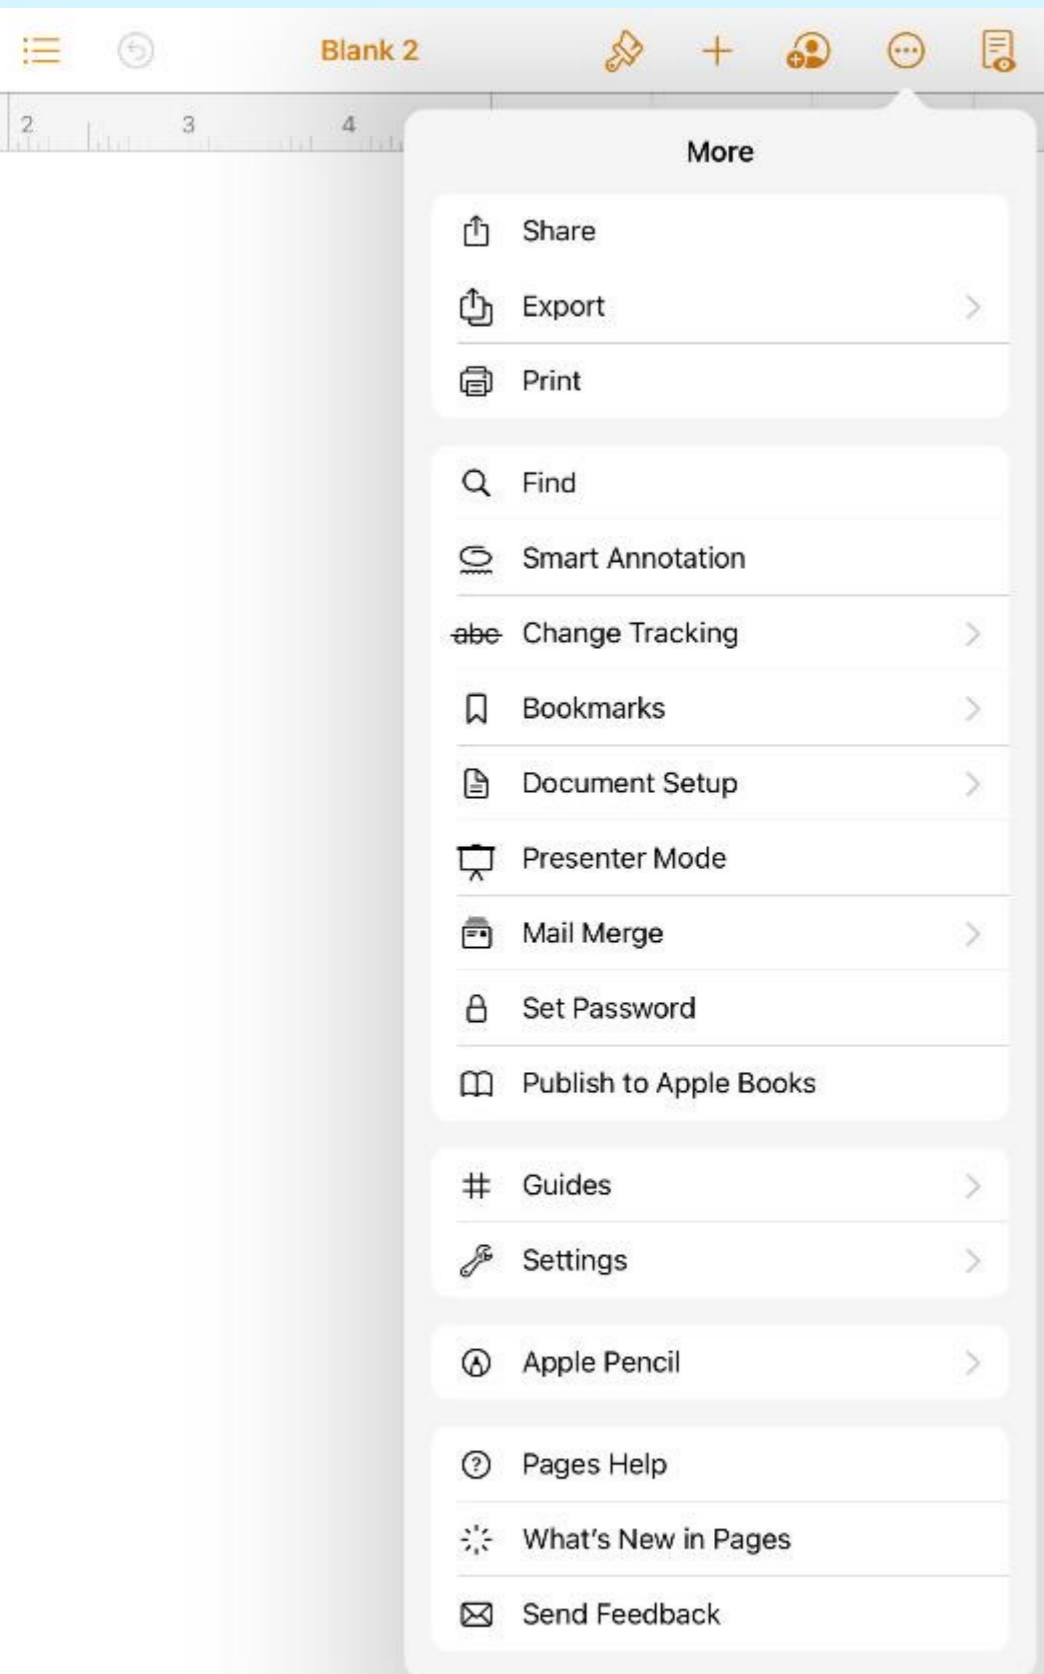 Blank 2
2 3 4
More
Share
Export
Print
Find
Smart Annotation
abc Change Tracking
Bookmarks
Document Setup
Presenter Mode
Mail Merge
Set Password
Publish to Apple Books
Guides
Settings
Apple Pencil
Pages Help
What's New in Pages
Send Feedback